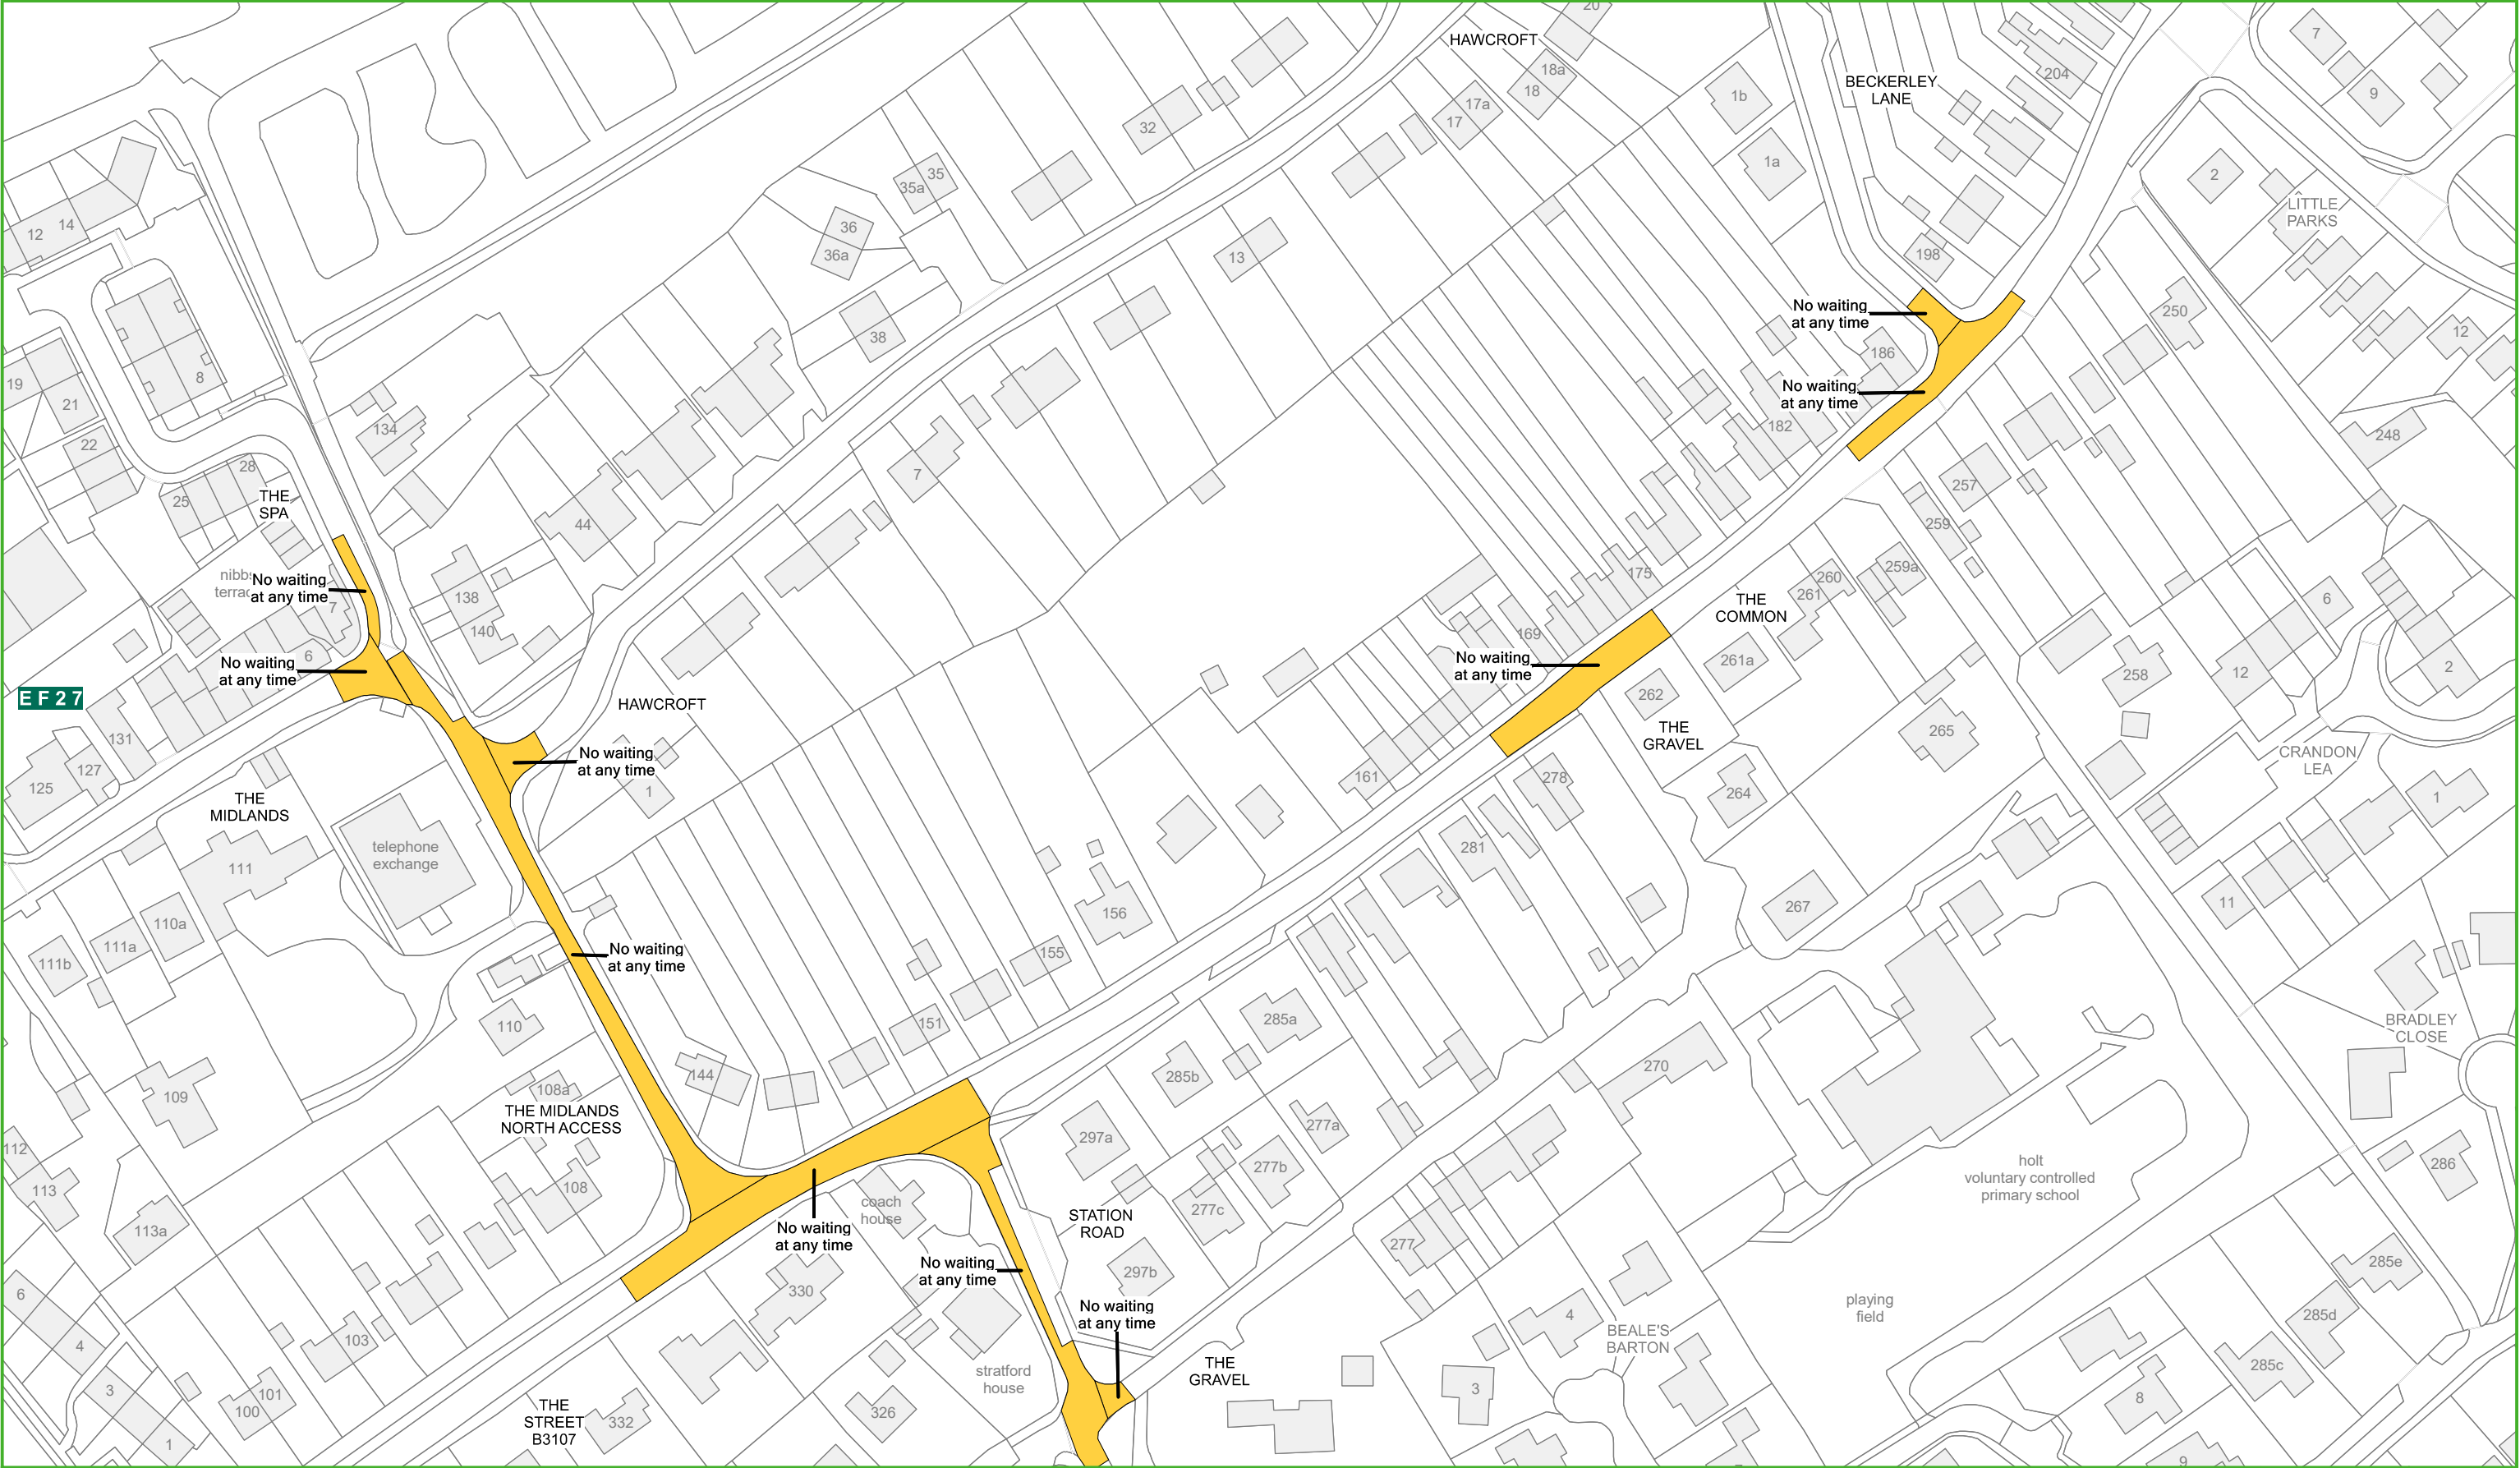 20
HAWCROFT
18a
18
17a
17
1b
1a
BECKERLEY
LANE
204
7
9
32
35
35a
36
36a
38
13
2
LITTLE
PARKS
198
12
14
8
19
21
22
134
28
25
THE
SPA
44
7
No waiting
at any time
186
No waiting
at any time
182
250
12
248
257
259
No waiting
at any time
7
6
No waiting
at any time
138
140
E F 2 7
131
127
125
THE
MIDLANDS
111
telephone
exchange
HAWCROFT
No waiting
at any time
1
175
169
No waiting
at any time
161
THE
COMMON
260
261
259a
261a
262
THE
GRAVEL
264
265
278
281
267
6
12
258
2
CRANDON
LEA
1
11
110a
111a
111b
No waiting
at any time
110
109
156
155
151
144
285a
285b
BRADLEY
CLOSE
270
112
113
113a
108a
THE MIDLANDS
NORTH ACCESS
108
coach
house
No waiting
at any time
330
No waiting
at any time
STATION
ROAD
297a
277a
277b
277c
297b
No waiting
at any time
277
holt
voluntary controlled
primary school
286
285e
285d
285c
playing
field
6
4
3
1
103
101
100
THE
STREET
B3107
332
326
stratford
house
THE
GRAVEL
4
3
BEALE'S
BARTON
8
9